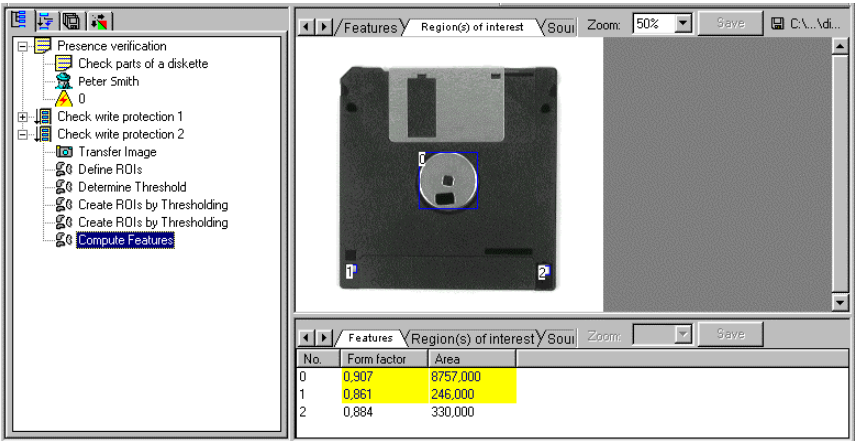 Presence verification
Check parts of a diskette
Peter Smith
0
Check write protection 1
Check write protection 2
Transfer Image
Define ROIs
Determine Threshold
Create ROIs by Thresholding
Create ROIs by Thresholding
Compute Features
Features Region(s) of interest Soui Zoom: 50% Save C:\...\di...
0
1 2
Features Region(s) of interest Soui Zoom: Save
No. Form factor Area
0 0,907 8757,000
1 0,861 246,000
2 0,884 330,000